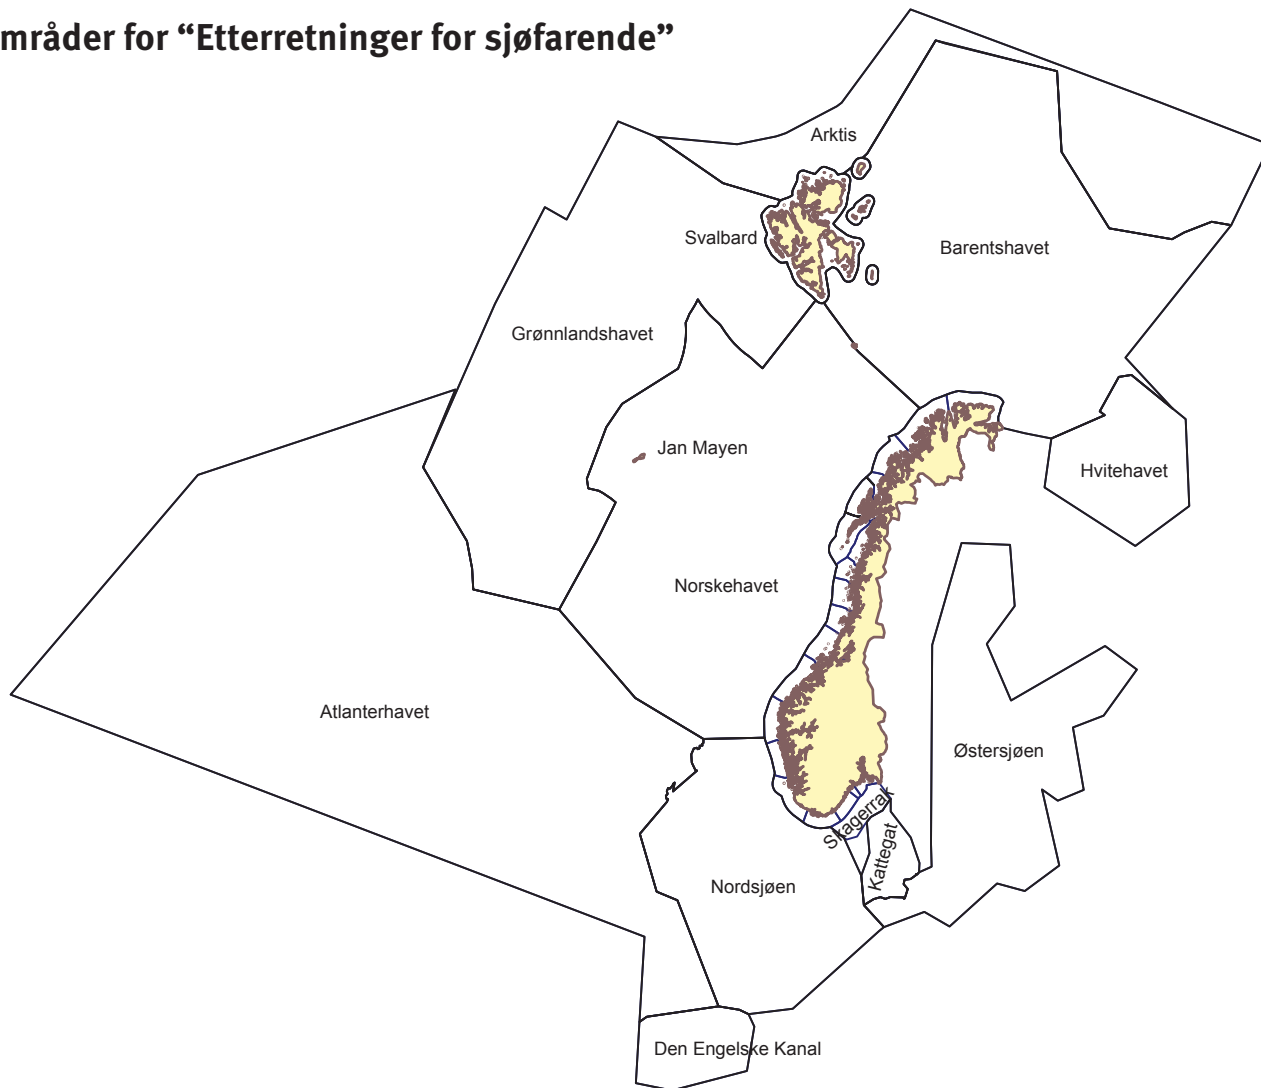 mråder for “Etterretninger for sjøfarende”
Arktis
Svalbard
Barentshavet
Grønnlandshavet
Jan Mayen
Hvitehavet
Norskehavet
Atlanterhavet
Østersjøen
Skagerrak
Kattegat
Nordsjøen
Den Engelske Kanal